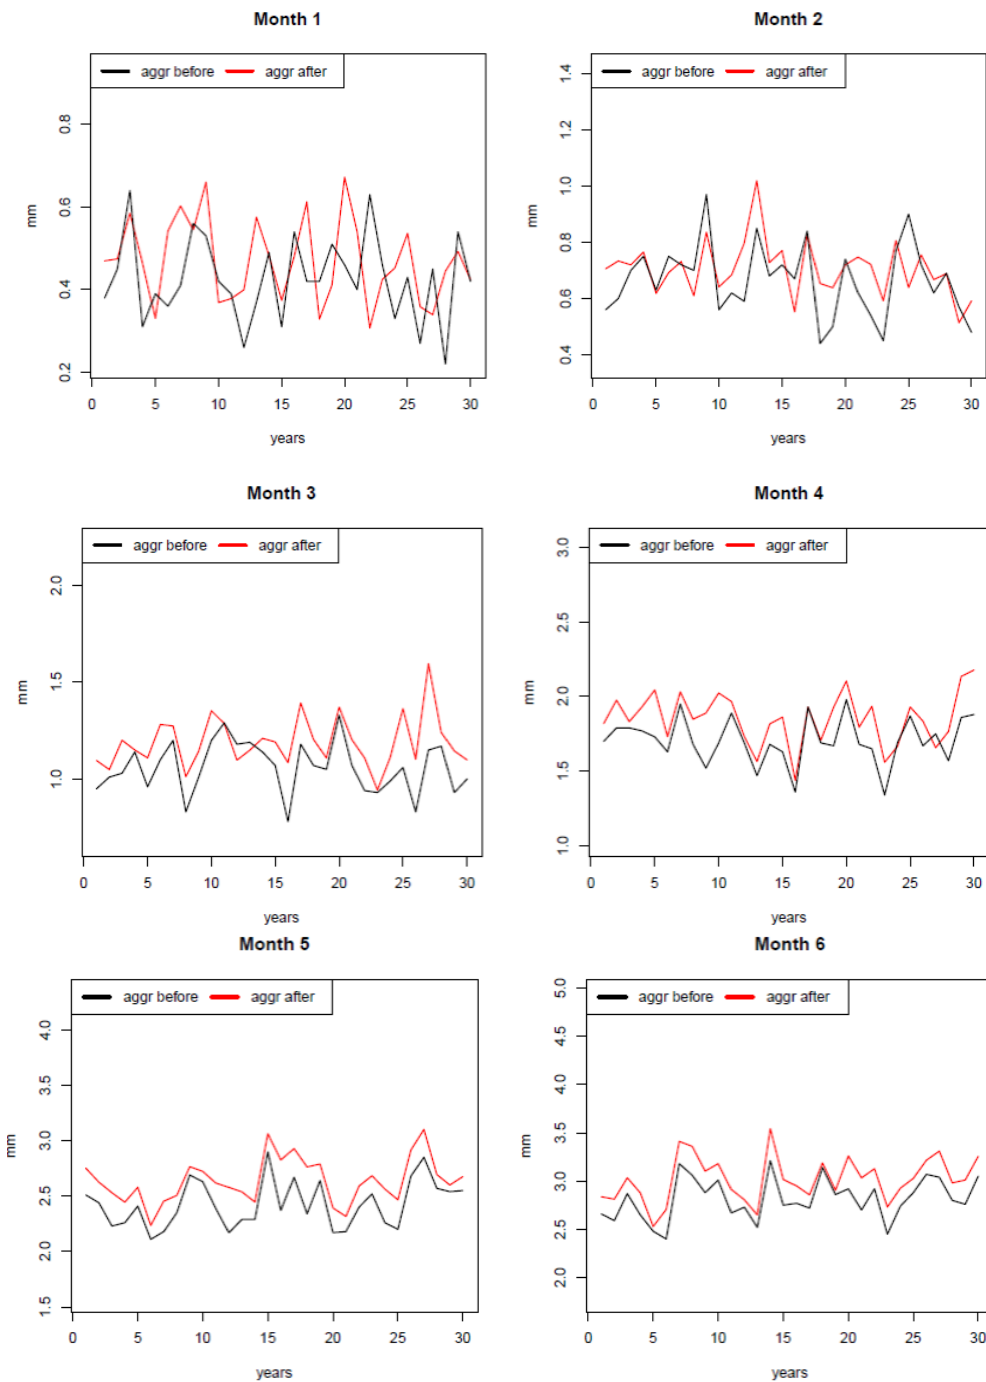 Month 1
aggr before aggr after
mm
0.2 0.4 0.6 0.8
0 5 10 15 20 25 30
years
Month 2
aggr before aggr after
mm
0.4 0.6 0.8 1.0 1.2 1.4
0 5 10 15 20 25 30
years
Month 3
aggr before aggr after
mm
1.0 1.5 2.0
0 5 10 15 20 25 30
years
Month 4
aggr before aggr after
mm
1.0 1.5 2.0 2.5 3.0
0 5 10 15 20 25 30
years
Month 5
aggr before aggr after
mm
1.5 2.0 2.5 3.0 3.5 4.0
0 5 10 15 20 25 30
years
Month 6
aggr before aggr after
mm
2.0 2.5 3.0 3.5 4.0 4.5 5.0
0 5 10 15 20 25 30
years